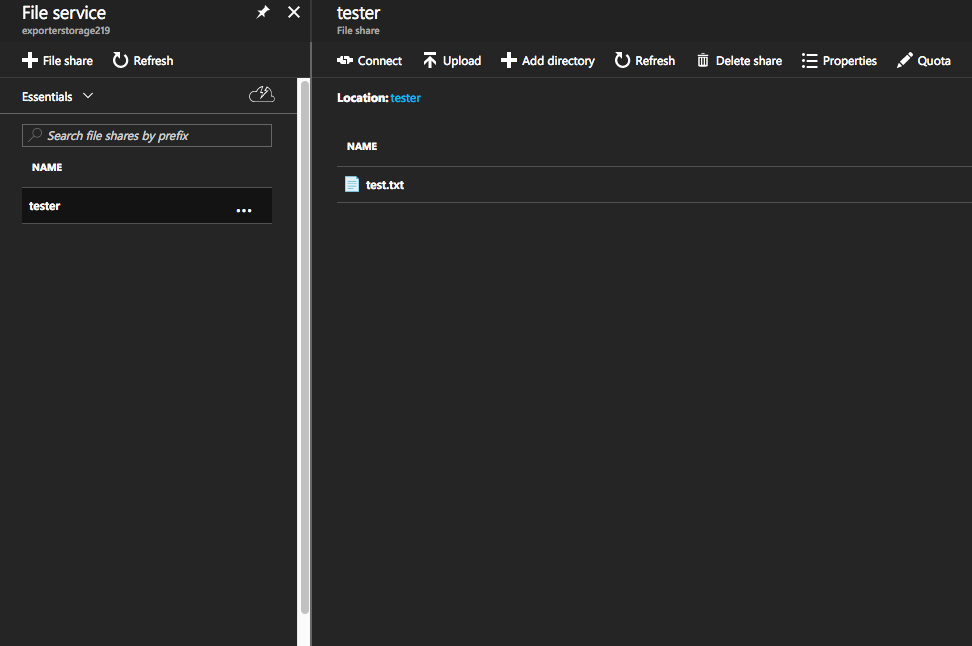 File service
exporterstorage219
File share
Refresh
Essentials
Search file shares by prefix
NAME
tester
...
tester
File share
Connect
Upload
Add directory
Refresh
Delete share
Properties
Quota
Location: tester
NAME
test.txt